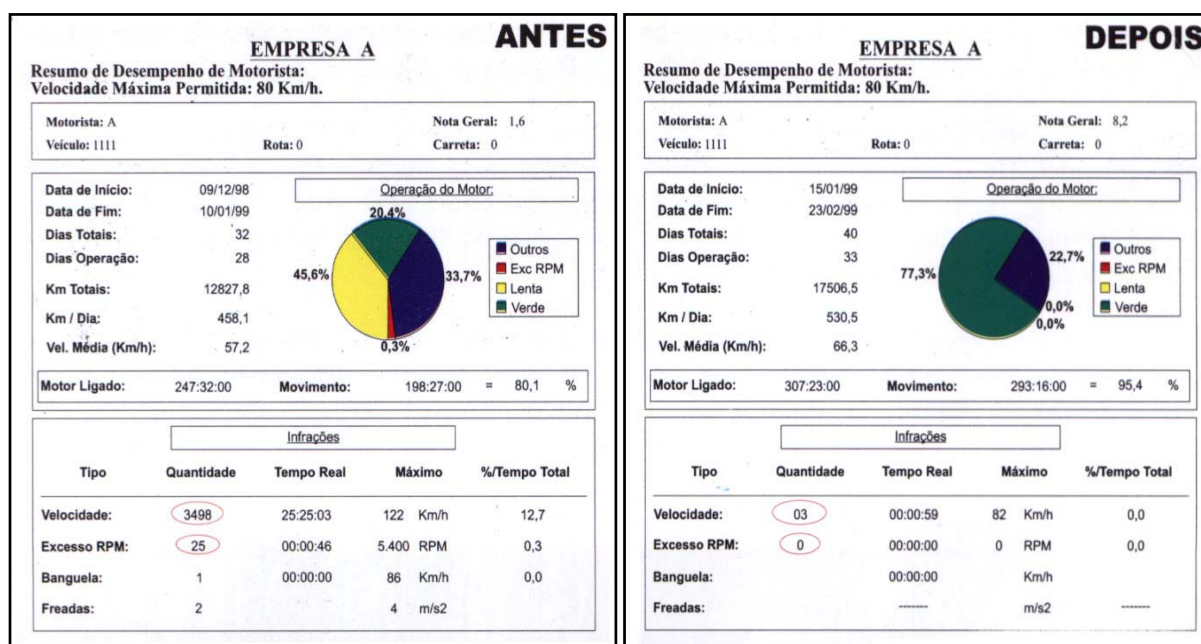 ANTES
EMPRESA A
Resumo de Desempenho de Motorista:
Velocidade Máxima Permitida: 80 Km/h.
Motorista: A Nota Geral: 1,6
Veículo: 1111 Rota: 0 Carreta: 0
Data de Início: 09/12/98
Data de Fim: 10/01/99
Dias Totais: 32
Dias Operação: 28
Km Totais: 12827,8
Km / Dia: 458,1
Vel. Média (Km/h): 57,2
Operação do Motor:
20,4%
45,6%
33,7%
0,3%
Outros
Exc RPM
Lenta
Verde
Motor Ligado: 247:32:00 Movimento: 198:27:00 = 80,1 %
Infrações
Tipo Quantidade Tempo Real Máximo %/Tempo Total
Velocidade: 3498 25:25:03 122 Km/h 12,7
Excesso RPM: 25 00:00:46 5.400 RPM 0,3
Banguela: 1 00:00:00 86 Km/h 0,0
Freadas: 2 4 m/s2
DEPOIS
EMPRESA A
Resumo de Desempenho de Motorista:
Velocidade Máxima Permitida: 80 Km/h.
Motorista: A Nota Geral: 8,2
Veículo: 1111 Rota: 0 Carreta: 0
Data de Início: 15/01/99
Data de Fim: 23/02/99
Dias Totais: 40
Dias Operação: 33
Km Totais: 17506,5
Km / Dia: 530,5
Vel. Média (Km/h): 66,3
Operação do Motor:
77,3%
22,7%
0,0%
0,0%
Outros
Exc RPM
Lenta
Verde
Motor Ligado: 307:23:00 Movimento: 293:16:00 = 95,4 %
Infrações
Tipo Quantidade Tempo Real Máximo %/Tempo Total
Velocidade: 03 00:00:59 82 Km/h 0,0
Excesso RPM: 0 00:00:00 0 RPM 0,0
Banguela: 00:00:00 Km/h
Freadas: ------- m/s2 -------